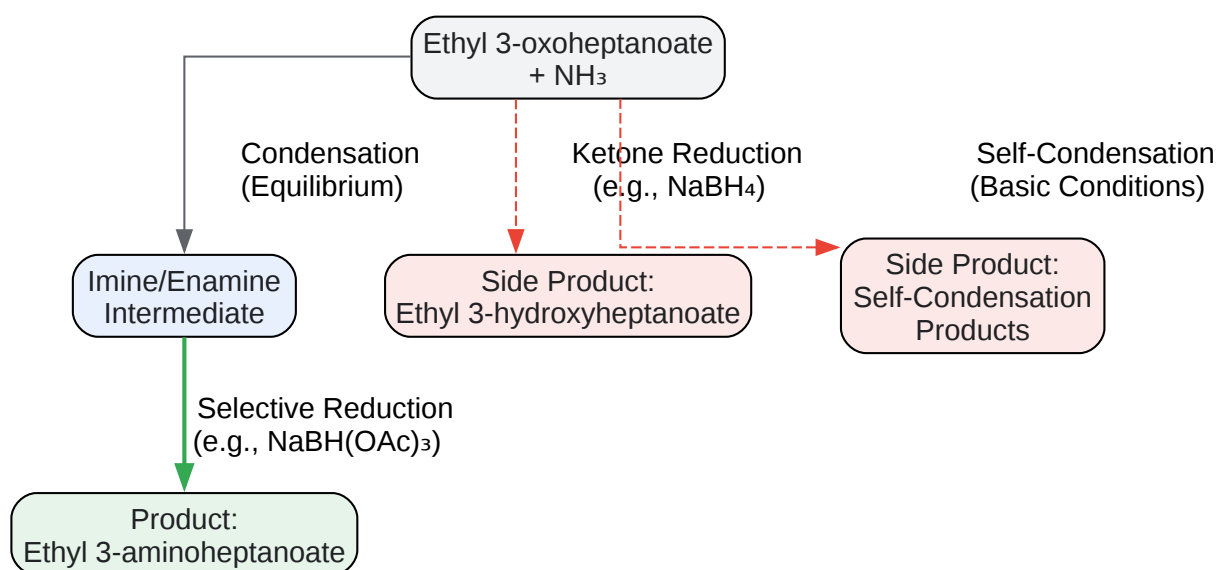 Ethyl 3-oxoheptanoate
+ NH₃
Condensation
(Equilibrium)
Ketone Reduction
(e.g., NaBH₄)
Self-Condensation
(Basic Conditions)
Imine/Enamine
Intermediate
Side Product:
Ethyl 3-hydroxyheptanoate
Side Product:
Self-Condensation
Products
Selective Reduction
(e.g., NaBH(OAc)₃)
Product:
Ethyl 3-aminoheptanoate